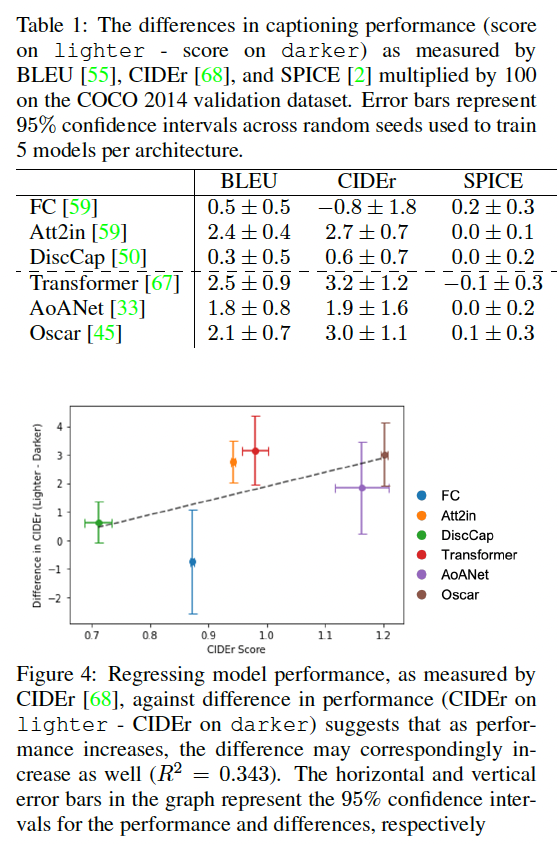 Table 1: The differences in captioning performance (score
on lighter - score on darker) as measured by
BLEU [55], CIDEr [68], and SPICE [2] multiplied by 100
on the COCO 2014 validation dataset. Error bars represent
95% confidence intervals across random seeds used to train
5 models per architecture.
BLEU CIDEr SPICE
FC [59] 0.5 ± 0.5 −0.8 ± 1.8 0.2 ± 0.3
Att2in [59] 2.4 ± 0.4 2.7 ± 0.7 0.0 ± 0.1
DiscCap [50] 0.3 ± 0.5 0.6 ± 0.7 0.0 ± 0.2
Transformer [67] 2.5 ± 0.9 3.2 ± 1.2 −0.1 ± 0.3
AoANet [33] 1.8 ± 0.8 1.9 ± 1.6 0.0 ± 0.2
Oscar [45] 2.1 ± 0.7 3.0 ± 1.1 0.1 ± 0.3
Difference in CIDEr (Lighter - Darker)
4
3
2
1
0
−1
−2
0.7 0.8 0.9 1.0 1.1 1.2
CIDEr Score
FC
Att2in
DiscCap
Transformer
AoANet
Oscar
Figure 4: Regressing model performance, as measured by
CIDEr [68], against difference in performance (CIDEr on
lighter - CIDEr on darker) suggests that as perfor-
mance increases, the difference may correspondingly in-
crease as well (R² = 0.343). The horizontal and vertical
error bars in the graph represent the 95% confidence inter-
vals for the performance and differences, respectively